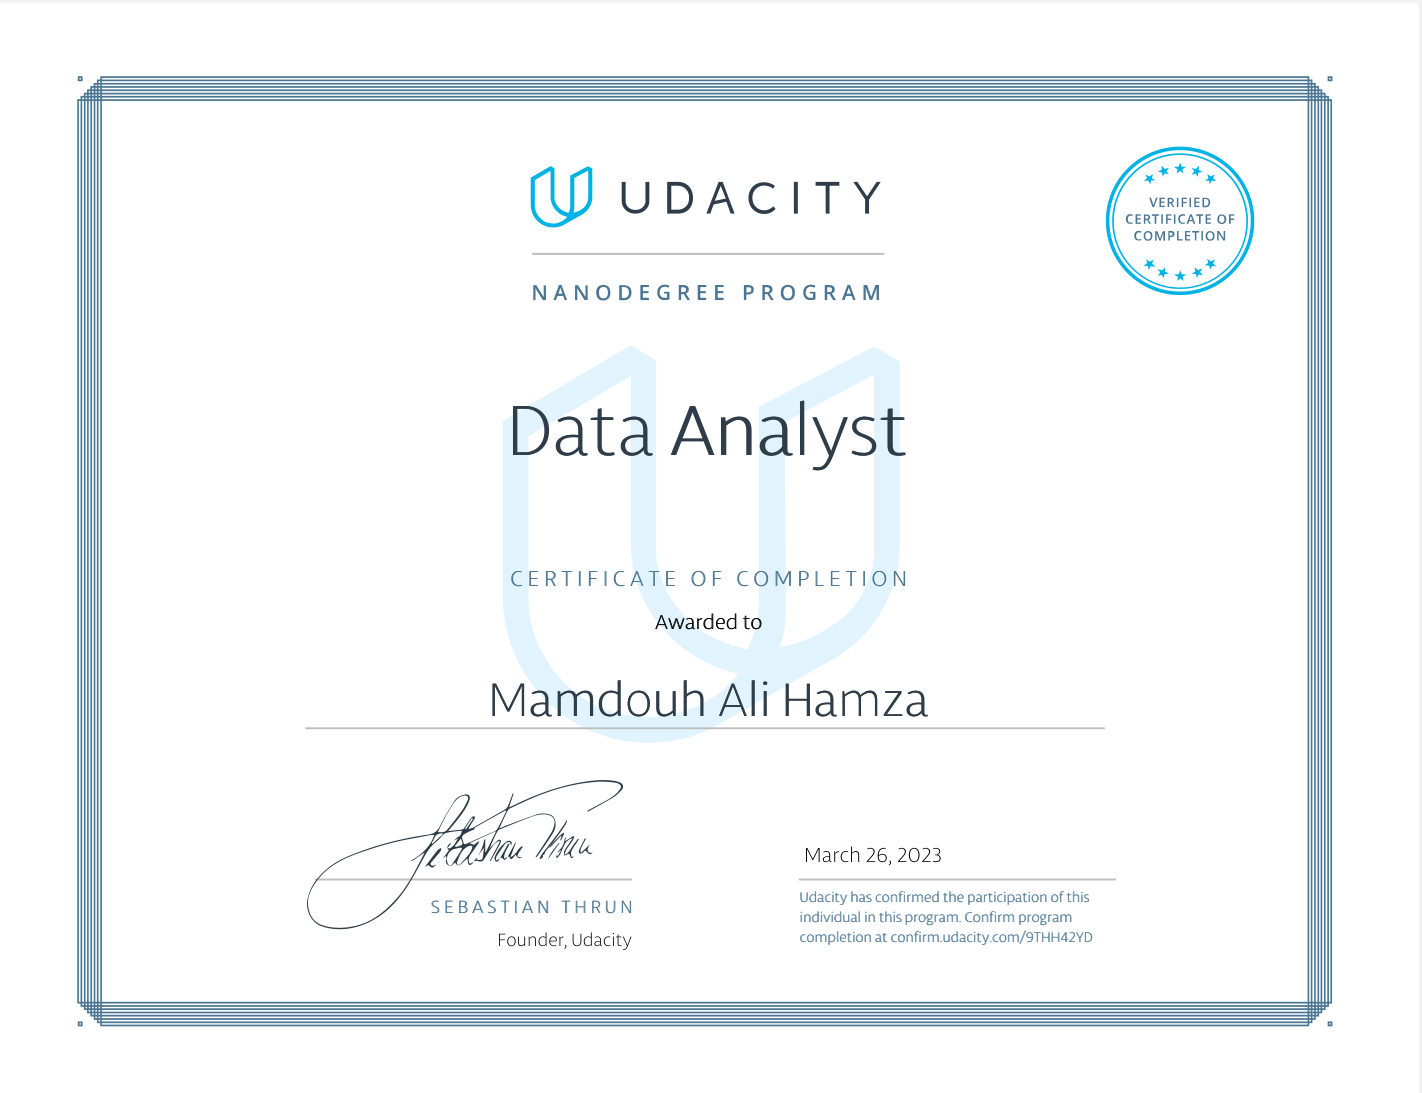 UDACITY
VERIFIED
CERTIFICATE OF
COMPLETION
NANODEGREE PROGRAM
Data Analyst
CERTIFICATE OF COMPLETION
Awarded to
Mamdouh Ali Hamza
Sebastian Thrun
SEBASTIAN THRUN
Founder, Udacity
March 26, 2023
Udacity has confirmed the participation of this
individual in this program. Confirm program
completion at confirm.udacity.com/9THH42YD